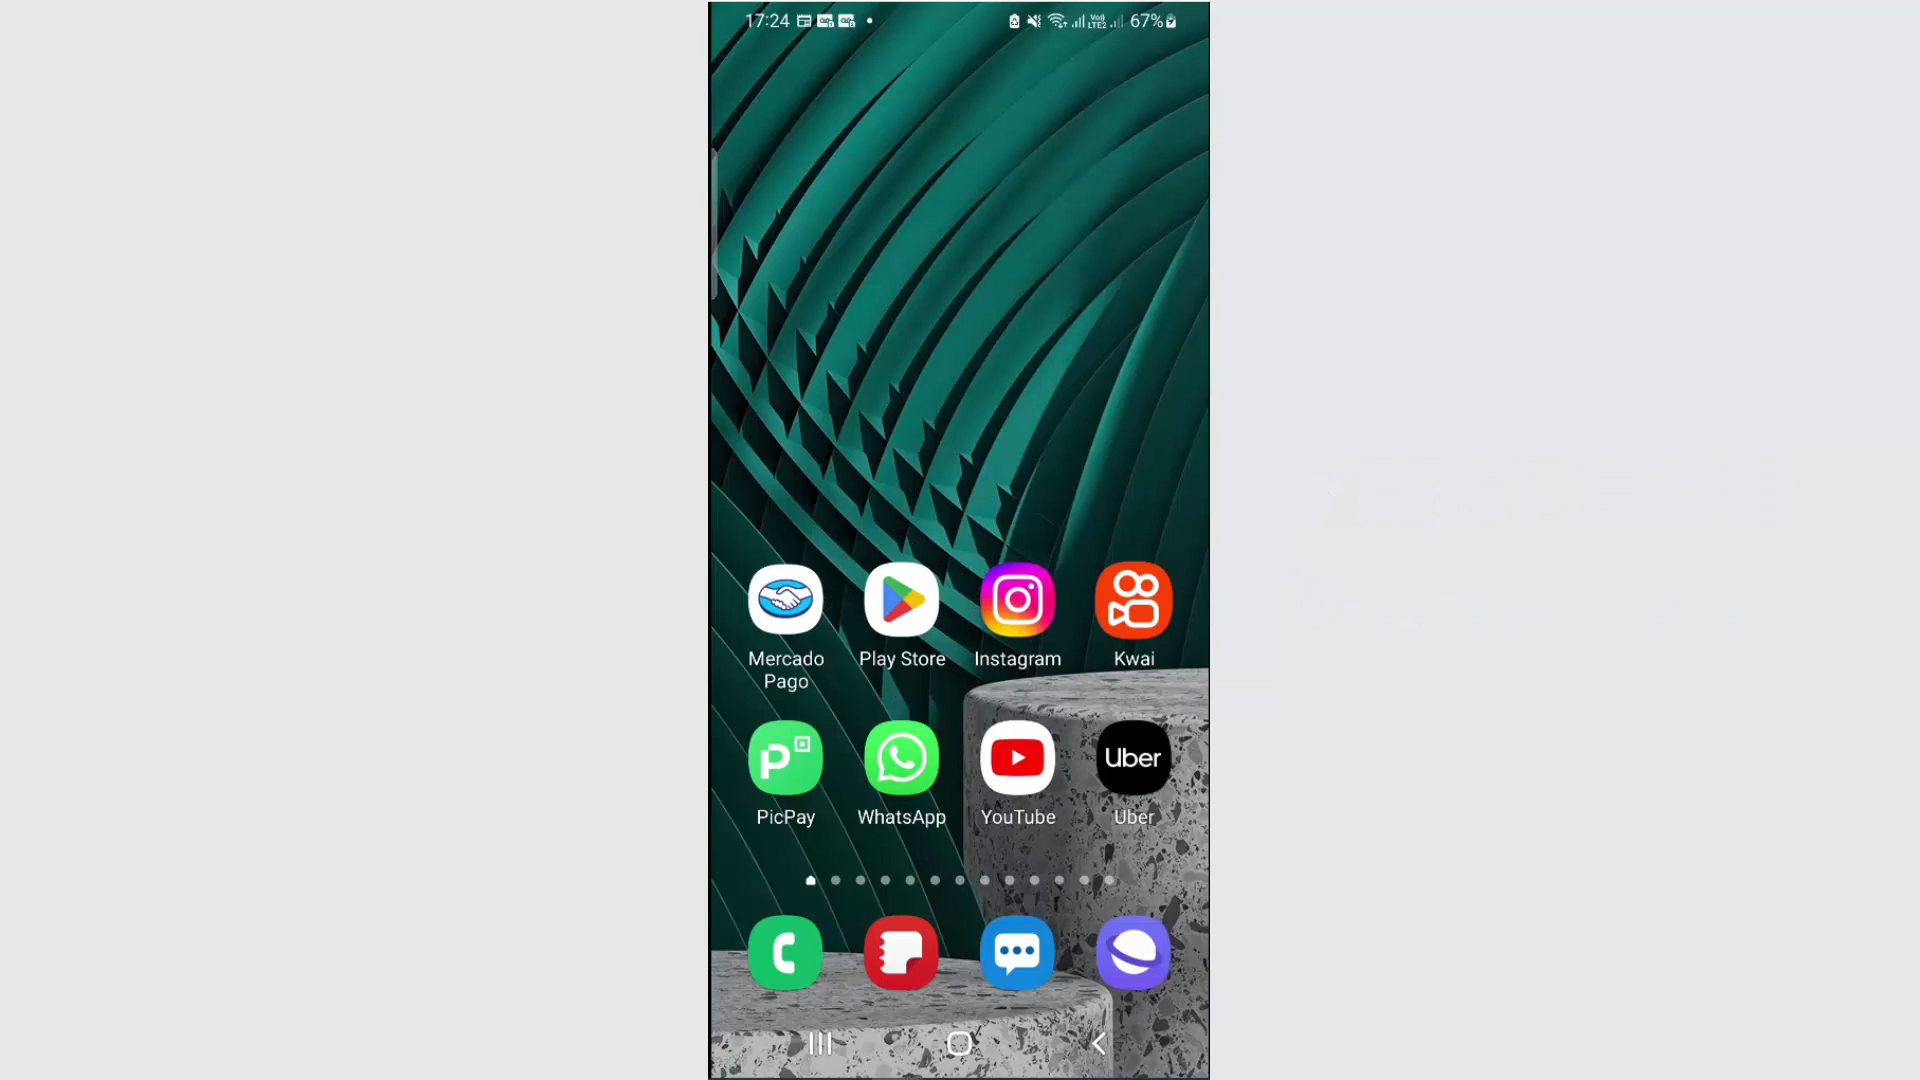 17:24
67%
Mercado Pago
Play Store
Instagram
Kwai
PicPay
WhatsApp
Uber
YouTube
Uber